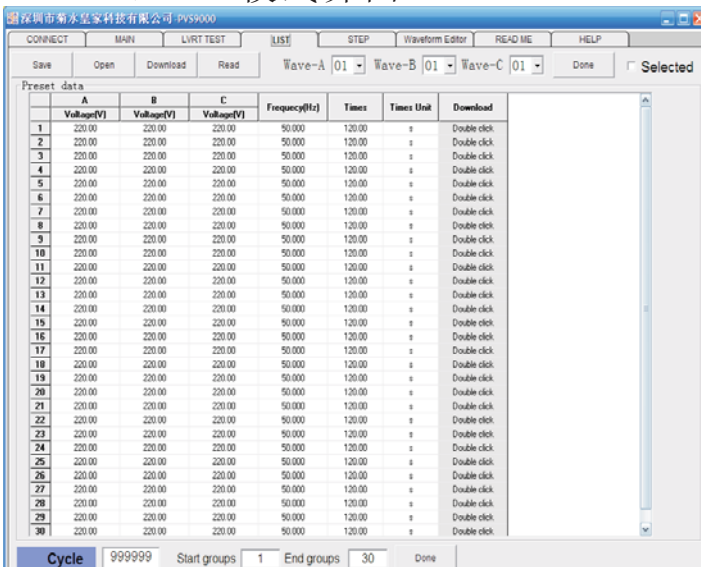 深圳市菊水皇家科技有限公司-PVS9000
CONNECT MAIN LVRT TEST LIST STEP Waveform Editor READ ME HELP
Save Open Download Read Wave-A 01 Wave-B 01 Wave-C 01 Done Selected
Preset data
A B C Frequecy(Hz) Times Times Unit Download
Voltage(V) Voltage(V) Voltage(V)
1 220.00 220.00 220.00 50.000 120.00 s Double click
2 220.00 220.00 220.00 50.000 120.00 s Double click
3 220.00 220.00 220.00 50.000 120.00 s Double click
4 220.00 220.00 220.00 50.000 120.00 s Double click
5 220.00 220.00 220.00 50.000 120.00 s Double click
6 220.00 220.00 220.00 50.000 120.00 s Double click
7 220.00 220.00 220.00 50.000 120.00 s Double click
8 220.00 220.00 220.00 50.000 120.00 s Double click
9 220.00 220.00 220.00 50.000 120.00 s Double click
10 220.00 220.00 220.00 50.000 120.00 s Double click
11 220.00 220.00 220.00 50.000 120.00 s Double click
12 220.00 220.00 220.00 50.000 120.00 s Double click
13 220.00 220.00 220.00 50.000 120.00 s Double click
14 220.00 220.00 220.00 50.000 120.00 s Double click
15 220.00 220.00 220.00 50.000 120.00 s Double click
16 220.00 220.00 220.00 50.000 120.00 s Double click
17 220.00 220.00 220.00 50.000 120.00 s Double click
18 220.00 220.00 220.00 50.000 120.00 s Double click
19 220.00 220.00 220.00 50.000 120.00 s Double click
20 220.00 220.00 220.00 50.000 120.00 s Double click
21 220.00 220.00 220.00 50.000 120.00 s Double click
22 220.00 220.00 220.00 50.000 120.00 s Double click
23 220.00 220.00 220.00 50.000 120.00 s Double click
24 220.00 220.00 220.00 50.000 120.00 s Double click
25 220.00 220.00 220.00 50.000 120.00 s Double click
26 220.00 220.00 220.00 50.000 120.00 s Double click
27 220.00 220.00 220.00 50.000 120.00 s Double click
28 220.00 220.00 220.00 50.000 120.00 s Double click
29 220.00 220.00 220.00 50.000 120.00 s Double click
30 220.00 220.00 220.00 50.000 120.00 s Double click
Cycle 999999 Start groups 1 End groups 30 Done